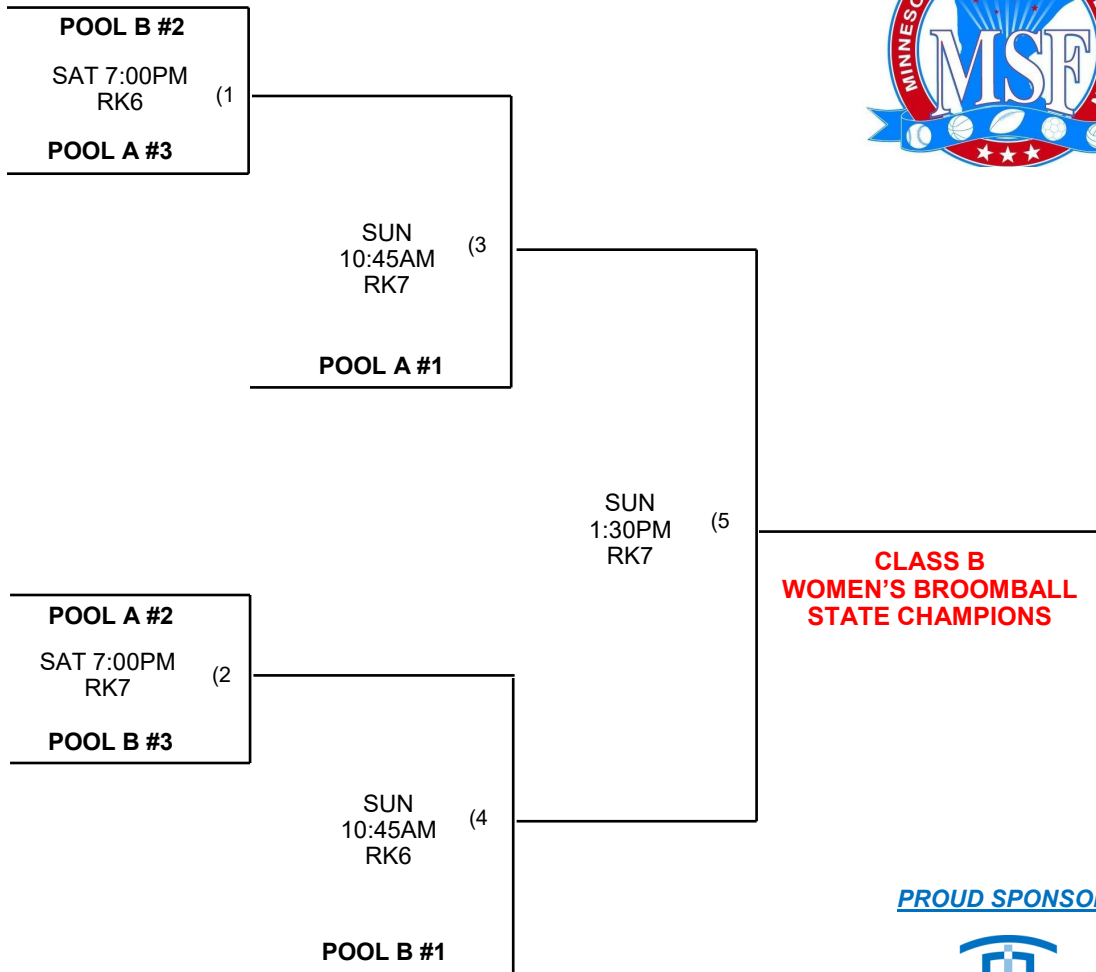 POOL B #2
SAT 7:00PM
RK6
(1
POOL A #3
MSF
SUN
10:45AM
RK7
(3
POOL A #1
SUN
1:30PM
RK7
(5
CLASS B
WOMEN'S BROOMBALL
STATE CHAMPIONS
POOL A #2
SAT 7:00PM
RK7
(2
POOL B #3
SUN
10:45AM
RK6
(4
POOL B #1
PROUD